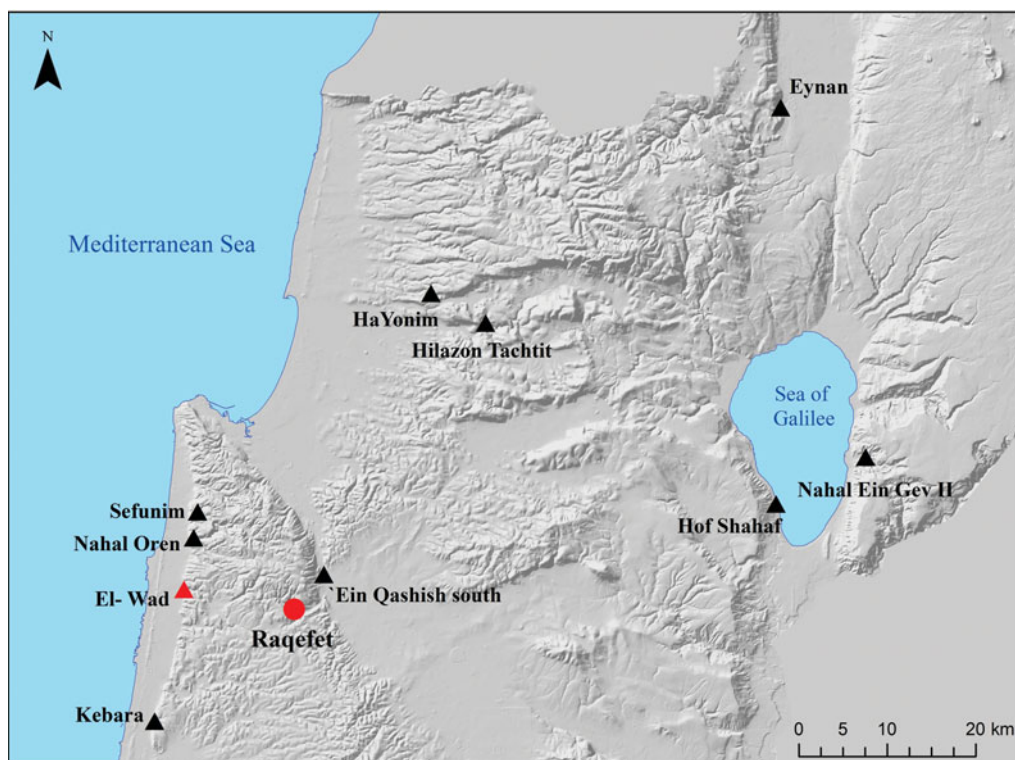 N
Eynan
Mediterranean Sea
HaYonim
Hilazon Tachtit
Sea of
Galilee
Nahal Ein Gev II
Hof Shahaf
Sefunim
Nahal Oren
El- Wad
`Ein Qashish south
Raqefet
Kebara
0 5 10 20 km